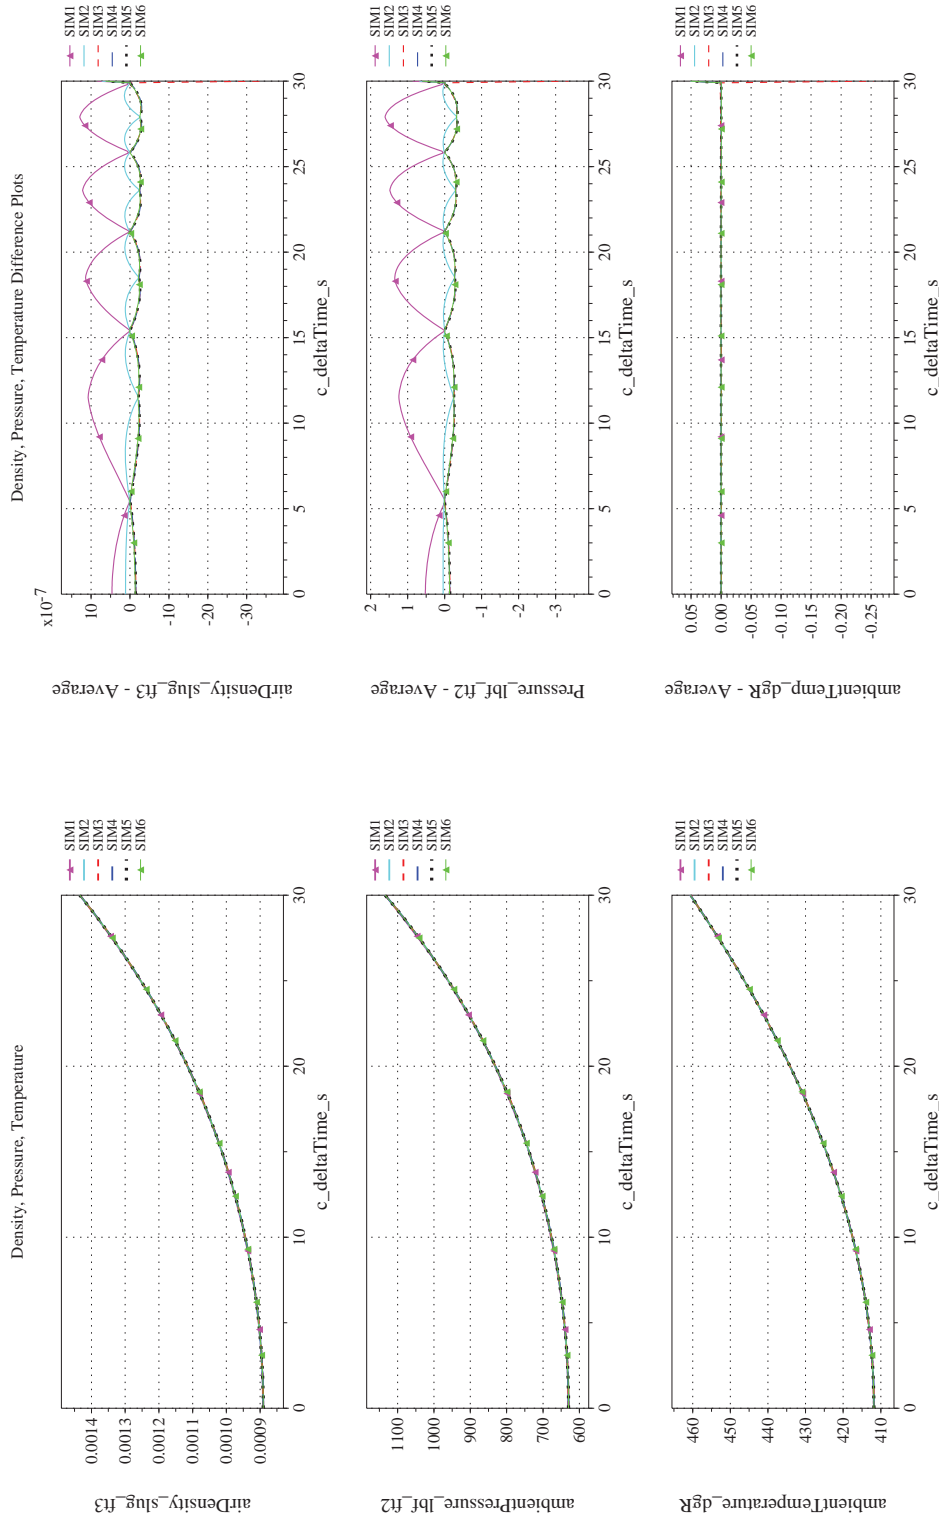 Density, Pressure, Temperature
airDensity_slug_ft3
0.0014
0.0013
0.0012
0.0011
0.0010
0.0009
0
10
20
30
c_deltaTime_s
SIM1
SIM2
SIM3
SIM4
SIM5
SIM6
ambientPressure_lbf_ft2
1100
1000
900
800
700
600
0
10
20
30
c_deltaTime_s
SIM1
SIM2
SIM3
SIM4
SIM5
SIM6
ambientTemperature_dgR
460
450
440
430
420
410
0
10
20
30
c_deltaTime_s
SIM1
SIM2
SIM3
SIM4
SIM5
SIM6
Density, Pressure, Temperature Difference Plots
airDensity_slug_ft3 - Average
x10-7
10
0
-10
-20
-30
0
5
10
15
20
25
30
c_deltaTime_s
SIM1
SIM2
SIM3
SIM4
SIM5
SIM6
Pressure_lbf_ft2 - Average
2
1
0
-1
-2
-3
0
5
10
15
20
25
30
c_deltaTime_s
SIM1
SIM2
SIM3
SIM4
SIM5
SIM6
ambientTemp_dgR - Average
0.05
0.00
-0.05
-0.10
-0.15
-0.20
-0.25
0
5
10
15
20
25
30
c_deltaTime_s
SIM1
SIM2
SIM3
SIM4
SIM5
SIM6